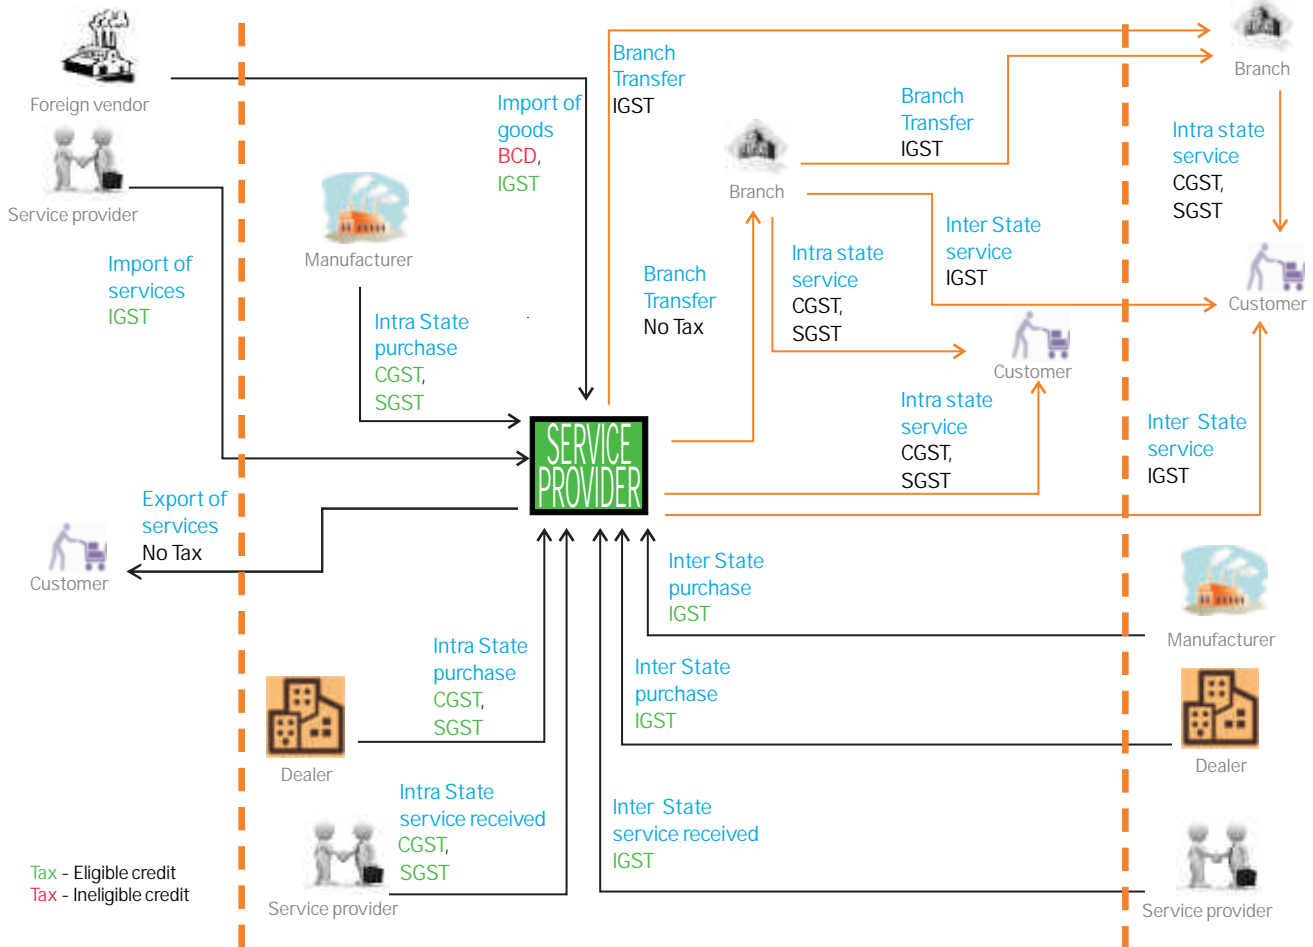 Foreign vendor
Service provider
Import of
services
IGST
Manufacturer
Intra State
purchase
CGST,
SGST
Import of
goods
BCD,
IGST
Branch
Transfer
IGST
Branch
Branch
Transfer
IGST
Branch
Intra state
service
CGST,
SGST
Inter State
service
IGST
Customer
Branch
Transfer
No Tax
Intra state
service
CGST,
SGST
Customer
Intra state
service
CGST,
SGST
Inter State
service
IGST
SERVICE
PROVIDER
Export of
services
No Tax
Customer
Inter State
purchase
IGST
Manufacturer
Intra State
purchase
CGST,
SGST
Dealer
Inter State
purchase
IGST
Dealer
Intra State
service received
CGST,
SGST
Service provider
Inter State
service received
IGST
Service provider
Tax - Eligible credit
Tax - Ineligible credit